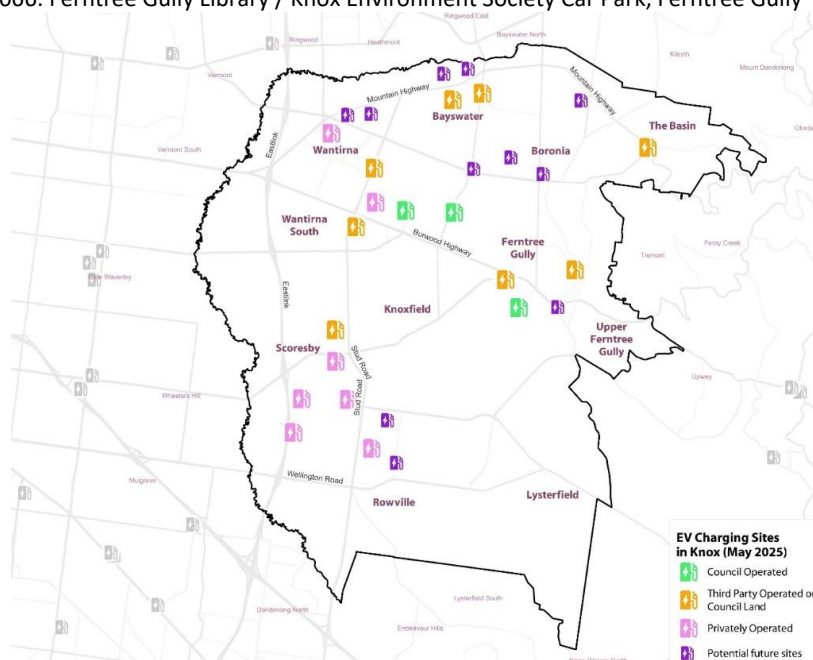 000: Ferntree Gully Library / Knox Environment Society Car Park, Ferntree Gully
Ringwood East
Ringwood
Heathmont
Bayswater North
Kilsyth
Mount Dandenong
Vermont
Mountain Highway
Mountain Highway
Bayswater
The Basin
Olinda
Eastlink
Vermont South
Wantirna
Boronia
Wantirna
South
Burwood Highway
Ferntree
Gully
Tremont
Ferny Creek
Glen Waverley
Eastlink
Knoxfield
Upper
Ferntree
Gully
Scoresby
Stud Road
Upwey
Stud Road
Wheelers Hill
Wellington Road
Mulgrave
Rowville
Lysterfield
EV Charging Sites
in Knox (May 2025)
Council Operated
Third Party Operated on
Council Land
Privately Operated
Potential future sites
Lysterfield South
Dandenong North
Endeavour Hills